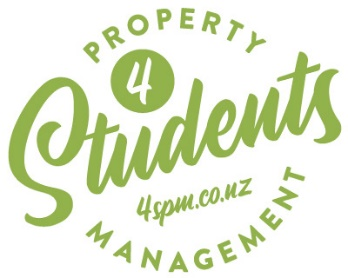 PROPERTY
4
Students
4spm.co.nz
MANAGEMENT